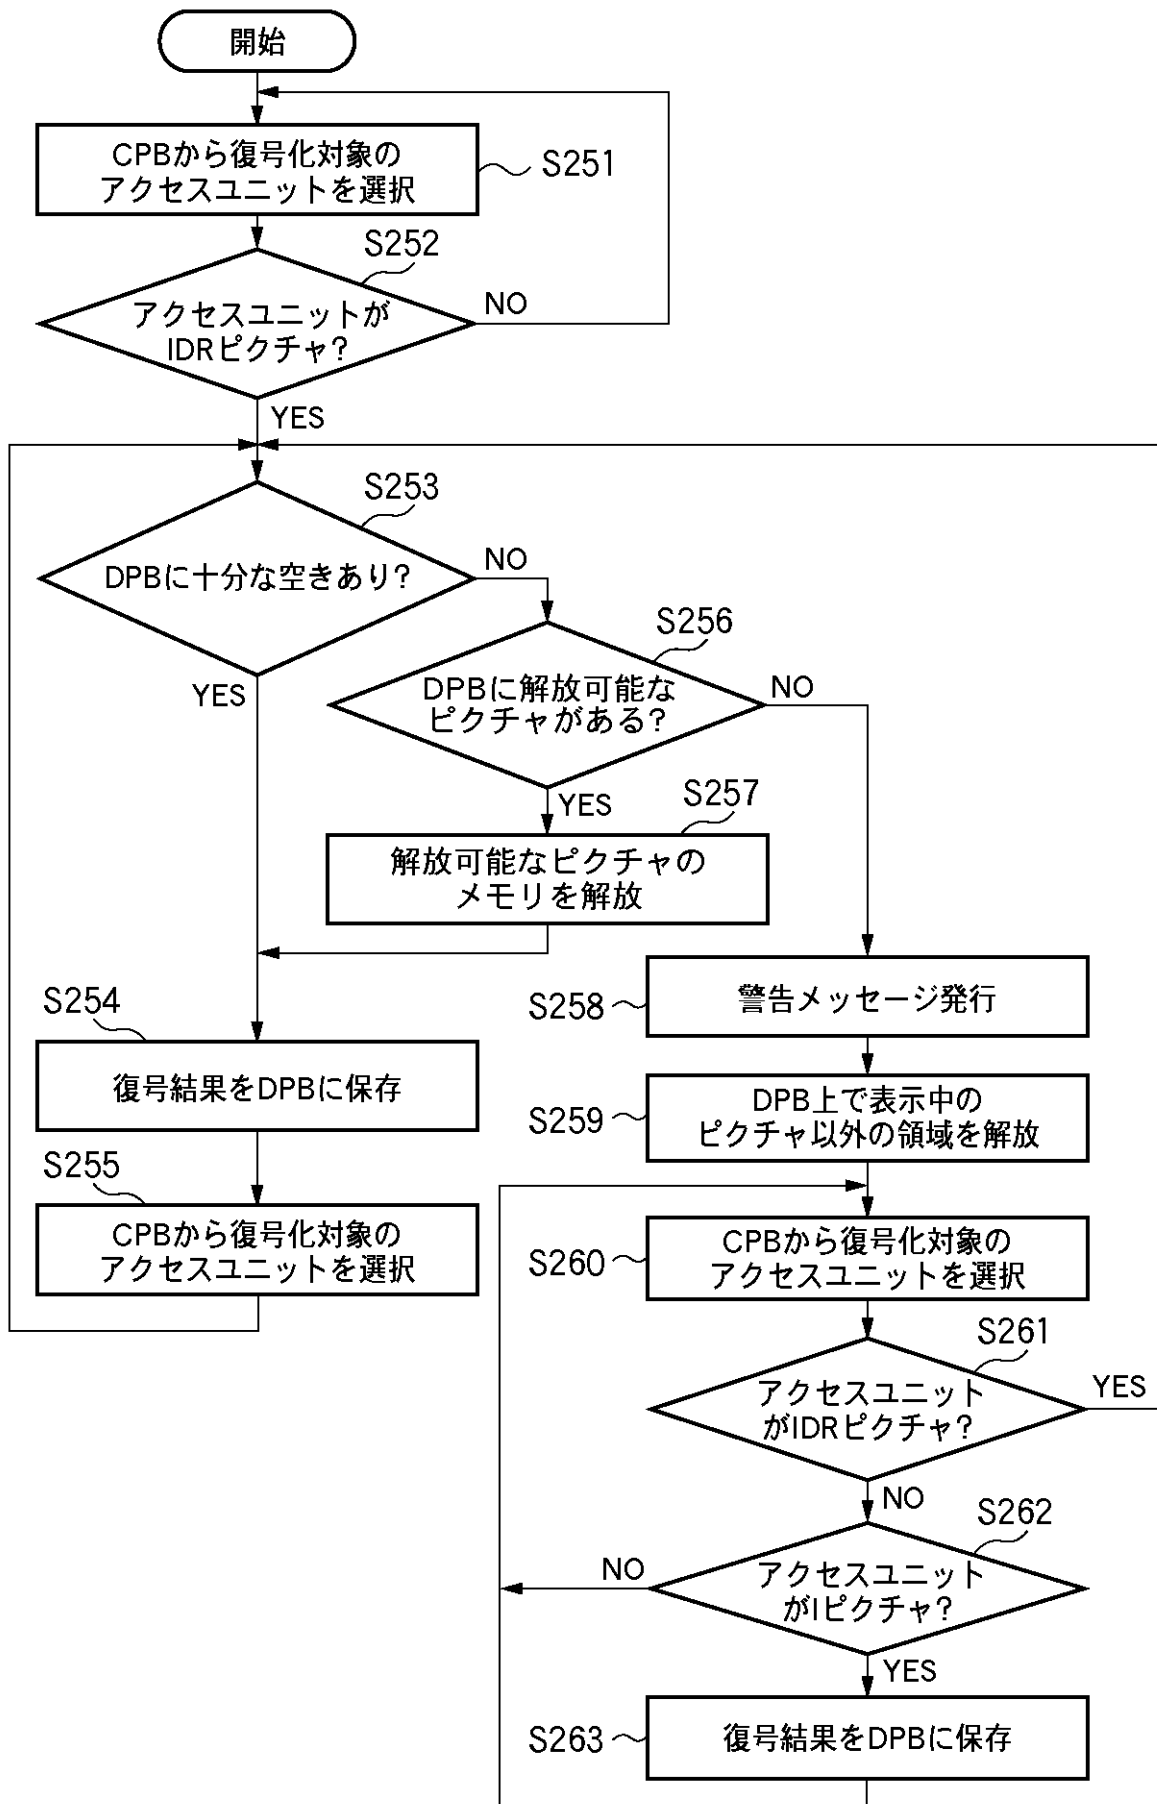 開始
CPBから復号化対象の
アクセスユニットを選択
S251
S252
アクセスユニットが
IDRピクチャ?
NO
YES
S253
DPBに十分な空きあり?
NO
YES
S256
DPBに解放可能な
ピクチャがある?
NO
YES
S257
解放可能なピクチャの
メモリを解放
S254
復号結果をDPBに保存
S255
CPBから復号化対象の
アクセスユニットを選択
S258
警告メッセージ発行
S259
DPB上で表示中の
ピクチャ以外の領域を解放
S260
CPBから復号化対象の
アクセスユニットを選択
S261
アクセスユニット
がIDRピクチャ?
YES
NO
S262
アクセスユニット
がIピクチャ?
NO
YES
S263
復号結果をDPBに保存